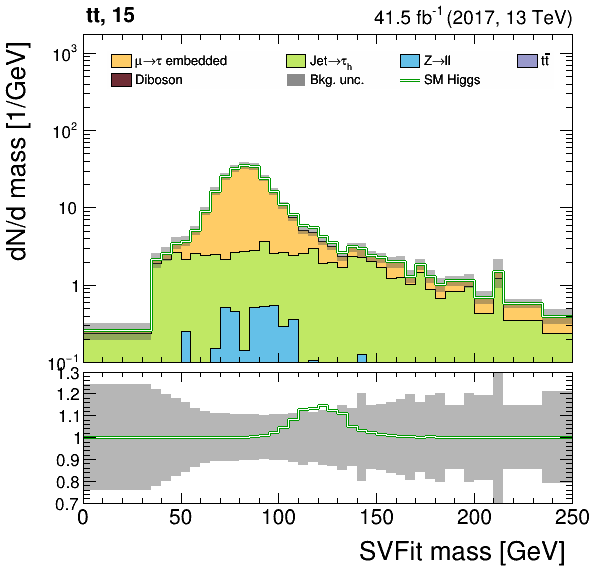 tt, 15 41.5 fb⁻¹ (2017, 13 TeV)
dN/d mass [1/GeV]
10³
10²
10
1
10⁻¹
μ→τ embedded Jet→τₕ Z→ll tt̄
Diboson Bkg. unc. SM Higgs
1.3
1.2
1.1
1
0.9
0.8
0.7
0 50 100 150 200 250
SVFit mass [GeV]